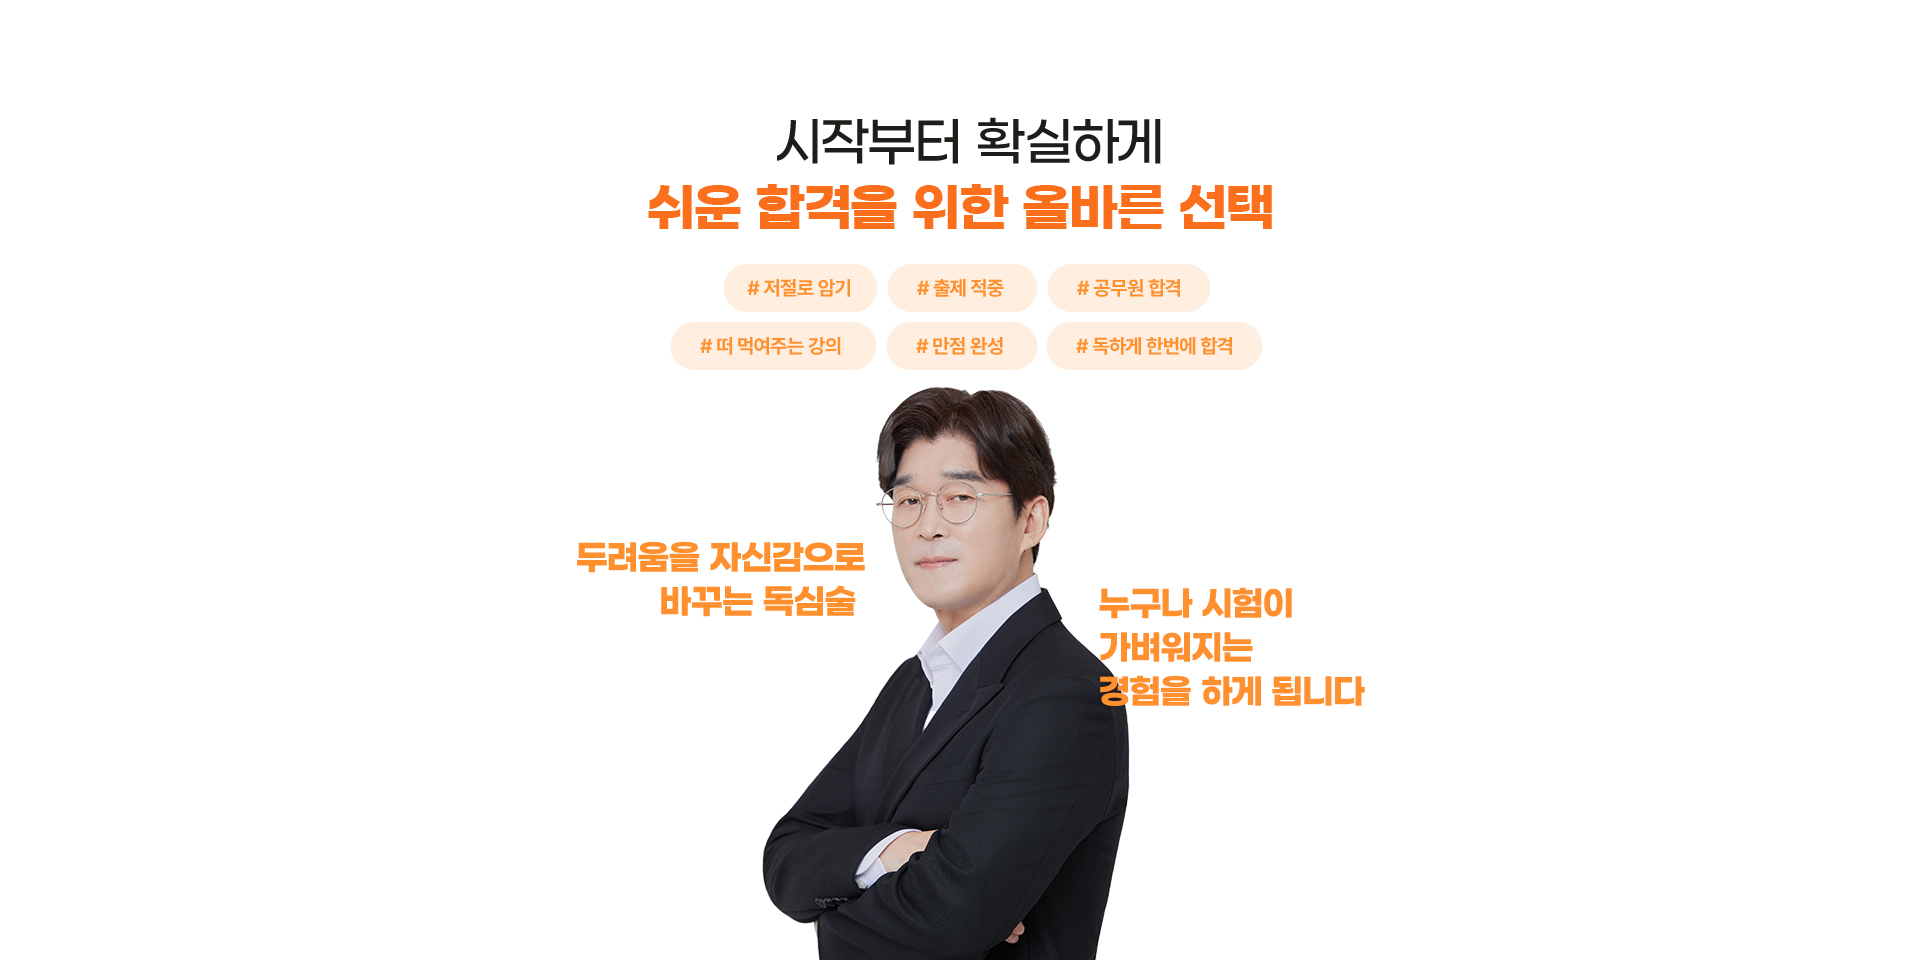 시작부터 확실하게
쉬운 합격을 위한 올바른 선택
# 저절로 암기
# 출제 적중
# 공무원 합격
# 떠 먹여주는 강의
# 만점 완성
# 독하게 한번에 합격
두려움을 자신감으로
바꾸는 독심술
누구나 시험이
가벼워지는
경험을 하게 됩니다